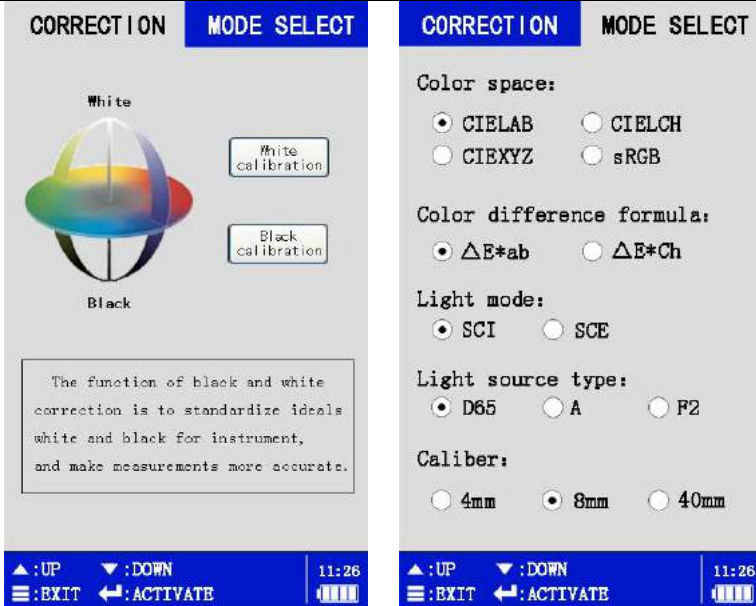 CORRECTION MODE SELECT
White
White
calibration
Black
calibration
Black
The function of black and white
correction is to standardize ideals
white and black for instrument,
and make measurements more accurate.
▲:UP ▼:DOWN 11:26
☰:EXIT ↵:ACTIVATE
CORRECTION MODE SELECT
Color space:
CIELAB CIELCH
CIEXYZ sRGB
Color difference formula:
△E*ab △E*Ch
Light mode:
SCI SCE
Light source type:
D65 A F2
Caliber:
4mm 8mm 40mm
▲:UP ▼:DOWN 11:26
☰:EXIT ↵:ACTIVATE